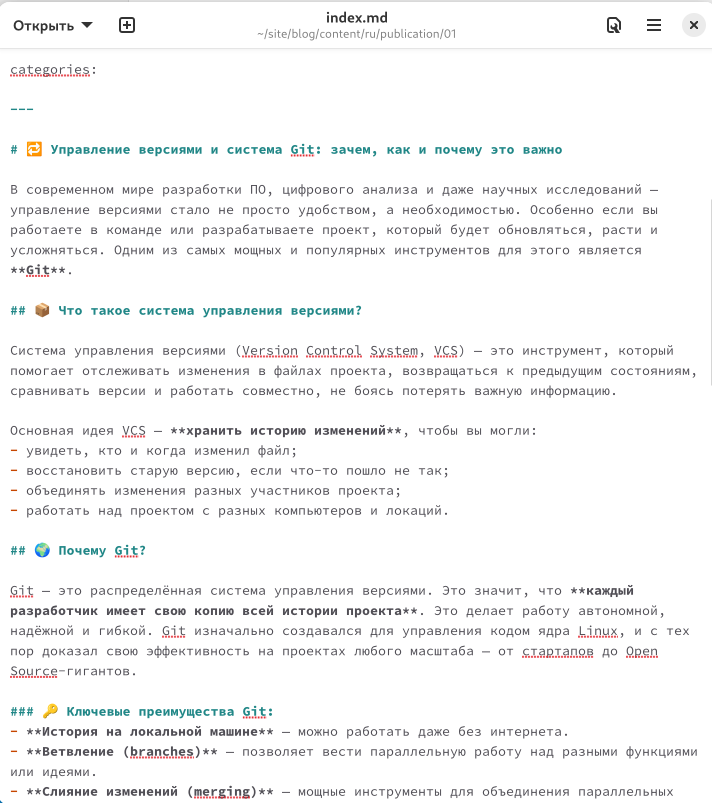 Открыть
index.md
~/site/blog/content/ru/publication/01
categories:
---
# 🔁 Управление версиями и система Git: зачем, как и почему это важно
В современном мире разработки ПО, цифрового анализа и даже научных исследований —
управление версиями стало не просто удобством, а необходимостью. Особенно если вы
работаете в команде или разрабатываете проект, который будет обновляться, расти и
усложняться. Одним из самых мощных и популярных инструментов для этого является
**Git**.
## 📦 Что такое система управления версиями?
Система управления версиями (Version Control System, VCS) — это инструмент, который
помогает отслеживать изменения в файлах проекта, возвращаться к предыдущим состояниям,
сравнивать версии и работать совместно, не боясь потерять важную информацию.
Основная идея VCS — **хранить историю изменений**, чтобы вы могли:
- увидеть, кто и когда изменил файл;
- восстановить старую версию, если что-то пошло не так;
- объединять изменения разных участников проекта;
- работать над проектом с разных компьютеров и локаций.
## 🌍 Почему Git?
Git — это распределённая система управления версиями. Это значит, что **каждый
разработчик имеет свою копию всей истории проекта**. Это делает работу автономной,
надёжной и гибкой. Git изначально создавался для управления кодом ядра Linux, и с тех
пор доказал свою эффективность на проектах любого масштаба — от стартапов до Open
Source-гигантов.
### 🔑 Ключевые преимущества Git:
- **История на локальной машине** — можно работать даже без интернета.
- **Ветвление (branches)** — позволяет вести параллельную работу над разными функциями
или идеями.
- **Слияние изменений (merging)** — мощные инструменты для объединения параллельных